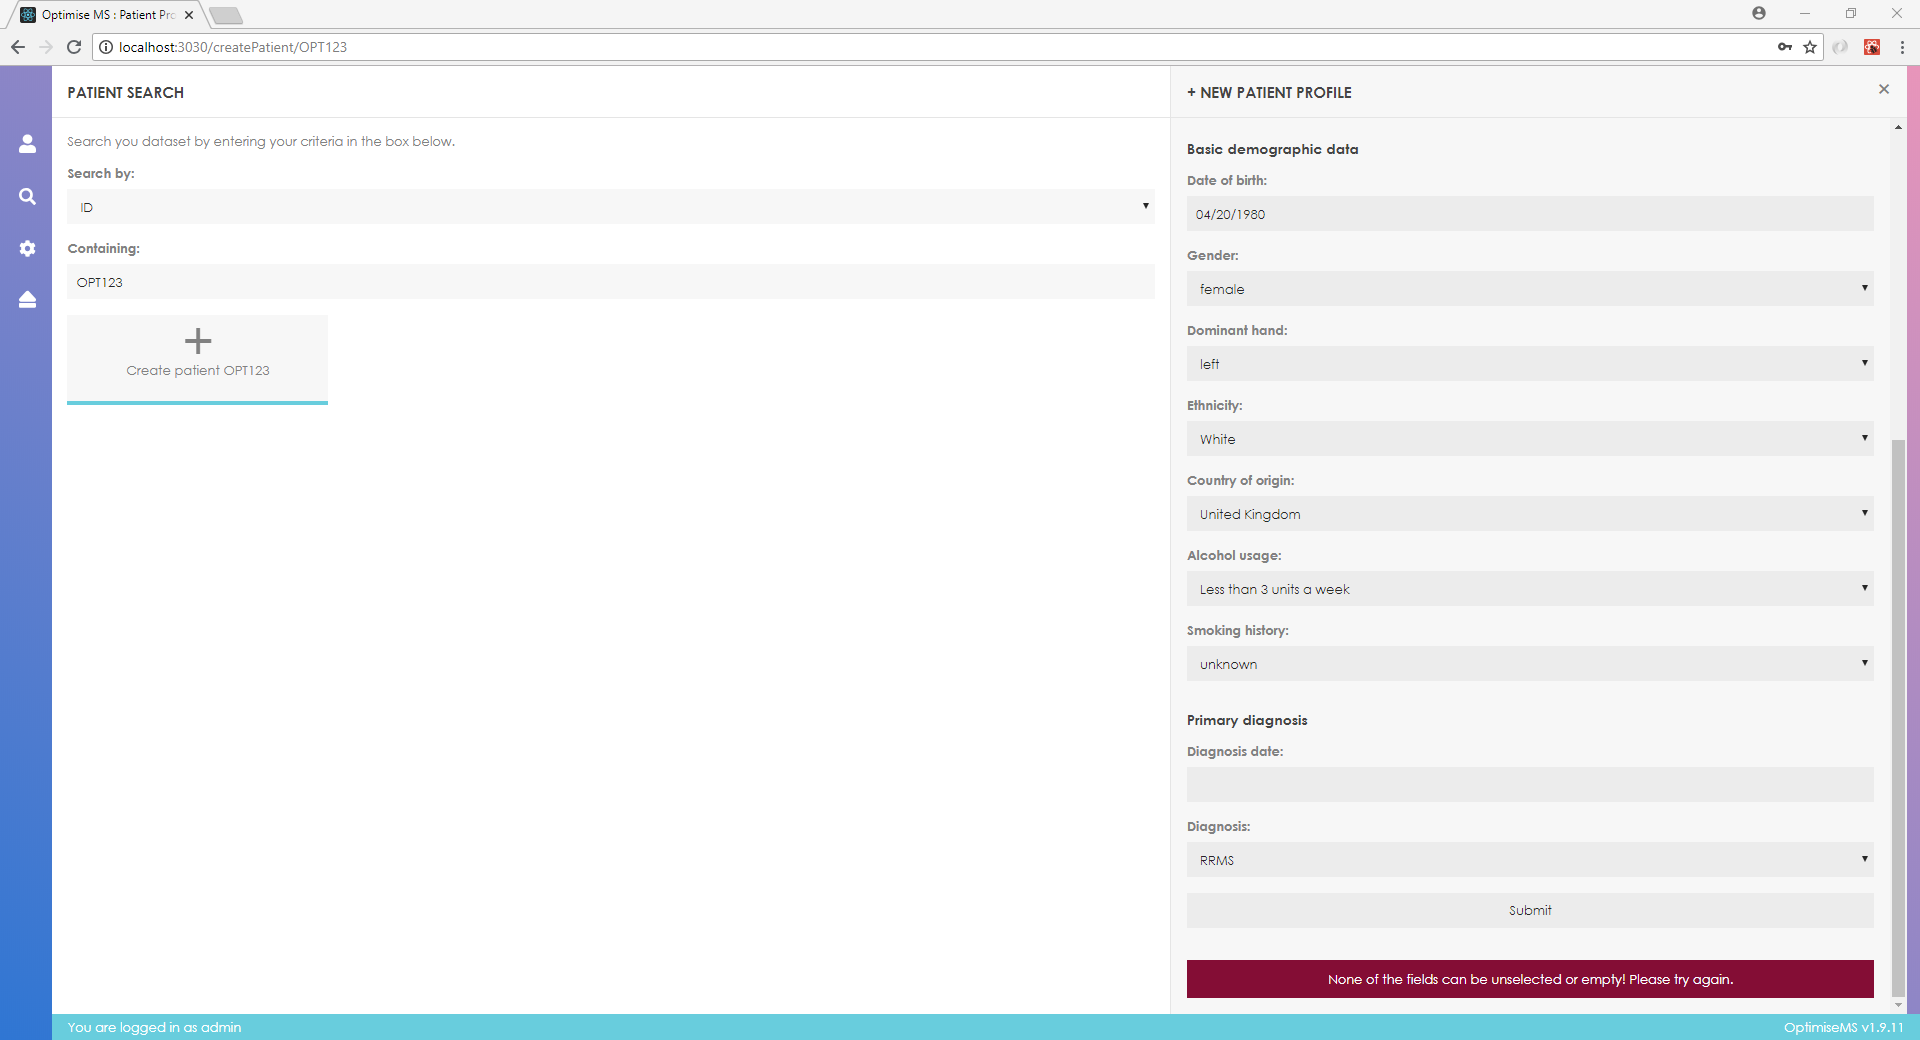 Optimise MS : Patient Pro
localhost:3030/createPatient/OPT123
PATIENT SEARCH
Search you dataset by entering your criteria in the box below.
Search by:
ID
Containing:
OPT123
Create patient OPT123
+ NEW PATIENT PROFILE
Basic demographic data
Date of birth:
04/20/1980
Gender:
female
Dominant hand:
left
Ethnicity:
White
Country of origin:
United Kingdom
Alcohol usage:
Less than 3 units a week
Smoking history:
unknown
Primary diagnosis
Diagnosis date:
Diagnosis:
RRMS
Submit
None of the fields can be unselected or empty! Please try again.
You are logged in as admin
OptimiseMS v1.9.11